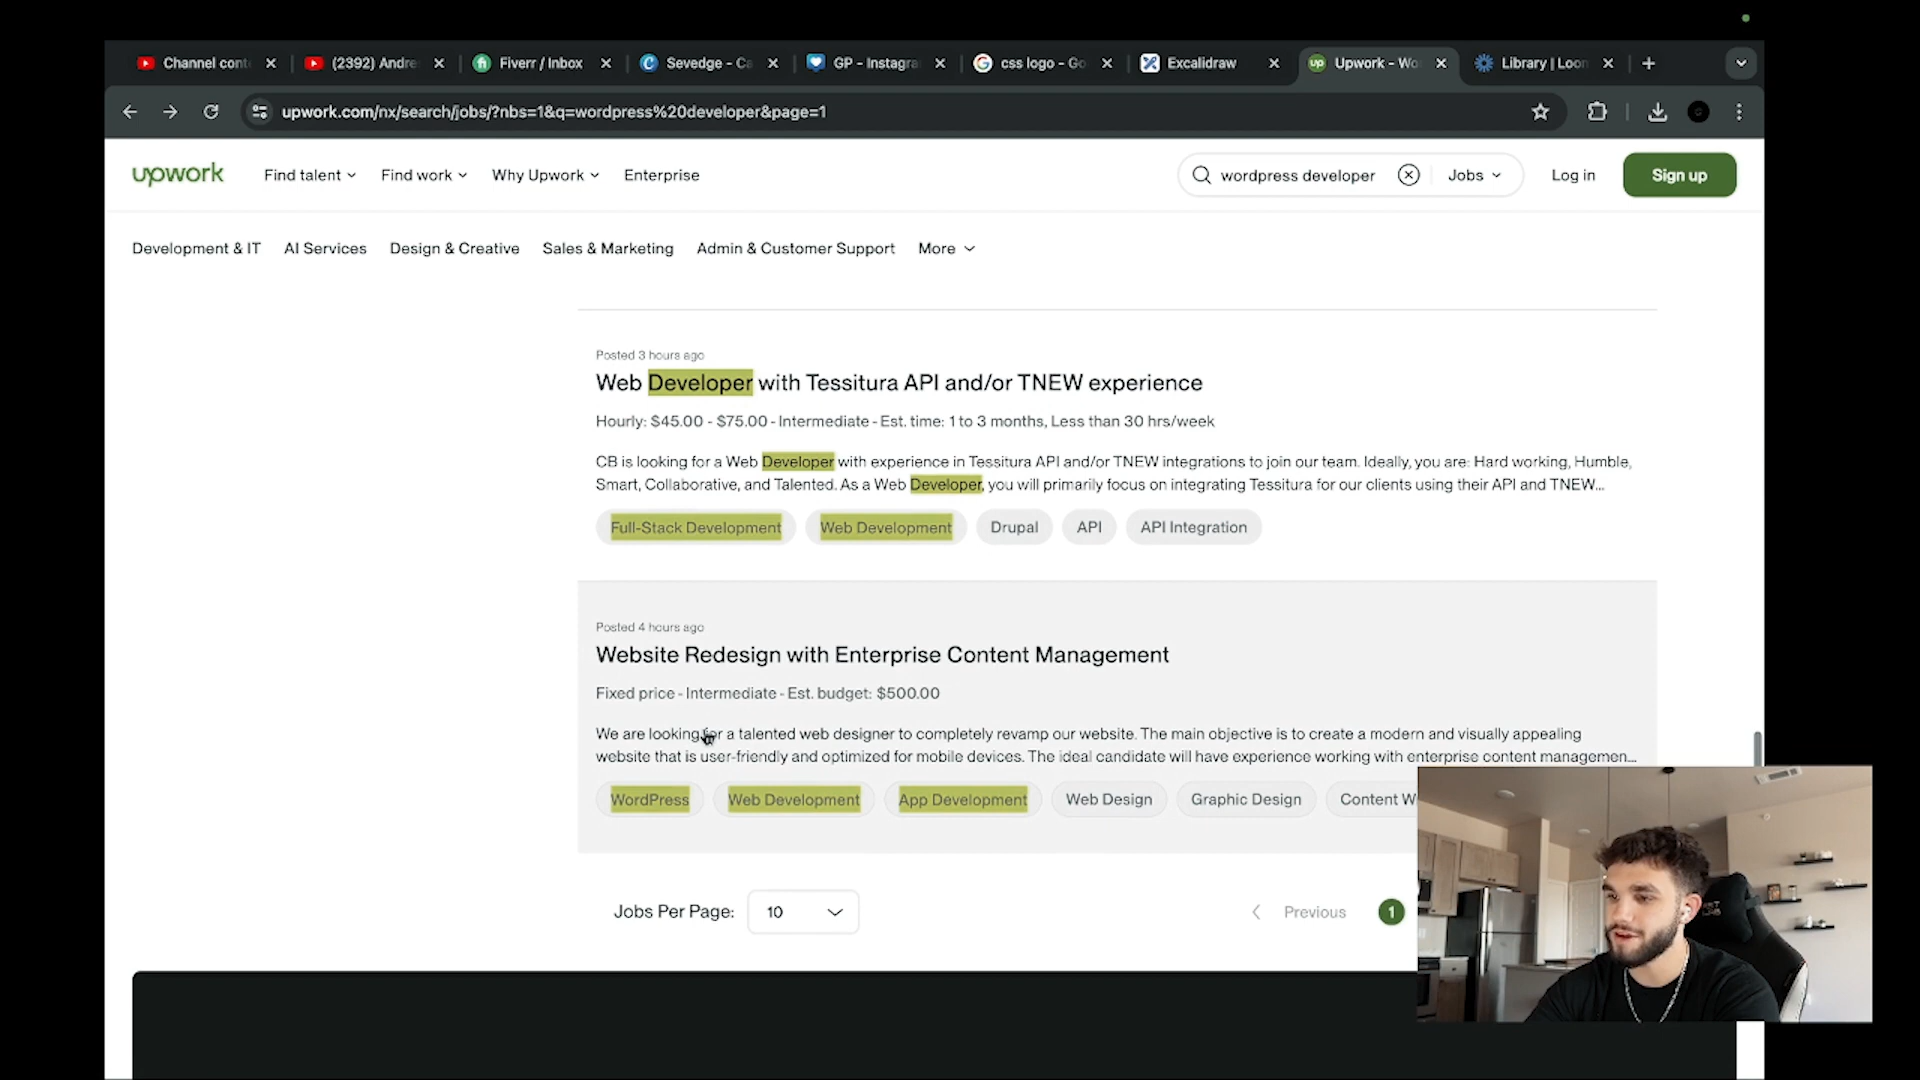 Channel cont
(2392) Andre
Fiverr / Inbox
Sevedge - Ca
GP - Instagra
css logo - Go
Excalidraw
Upwork - Wo
Library | Loom
upwork.com/nx/search/jobs/?nbs=1&q=wordpress%20developer&page=1
upwork
Find talent
Find work
Why Upwork
Enterprise
wordpress developer
Jobs
Log in
Sign up
Development & IT
AI Services
Design & Creative
Sales & Marketing
Admin & Customer Support
More
Posted 3 hours ago
Web Developer with Tessitura API and/or TNEW experience
Hourly: $45.00 - $75.00 - Intermediate - Est. time: 1 to 3 months, Less than 30 hrs/week
CB is looking for a Web Developer with experience in Tessitura API and/or TNEW integrations to join our team. Ideally, you are: Hard working, Humble,
Smart, Collaborative, and Talented. As a Web Developer, you will primarily focus on integrating Tessitura for our clients using their API and TNEW...
Full-Stack Development
Web Development
Drupal
API
API Integration
Posted 4 hours ago
Website Redesign with Enterprise Content Management
Fixed price - Intermediate - Est. budget: $500.00
We are looking for a talented web designer to completely revamp our website. The main objective is to create a modern and visually appealing
website that is user-friendly and optimized for mobile devices. The ideal candidate will have experience working with enterprise content managemen...
WordPress
Web Development
App Development
Web Design
Graphic Design
Content W
Jobs Per Page:
10
Previous
1